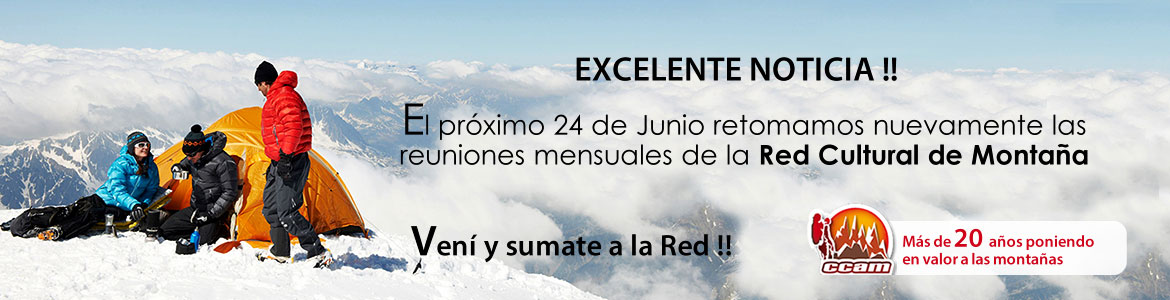 EXCELENTE NOTICIA !!
El próximo 24 de Junio retomamos nuevamente las
reuniones mensuales de la Red Cultural de Montaña
Vení y sumate a la Red !!
ccam
Más de 20 años poniendo
en valor a las montañas